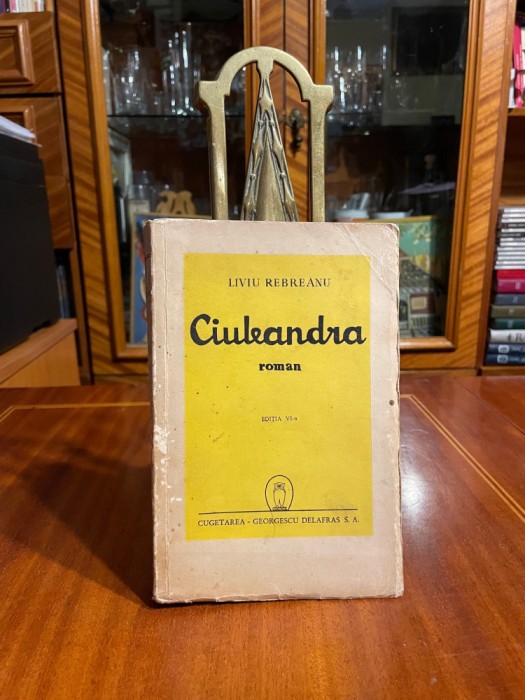 LIVIU REBREANU
Ciuleandra
roman
EDIȚIA VI-a
CUGETAREA - GEORGESCU DELAFRAS S. A.